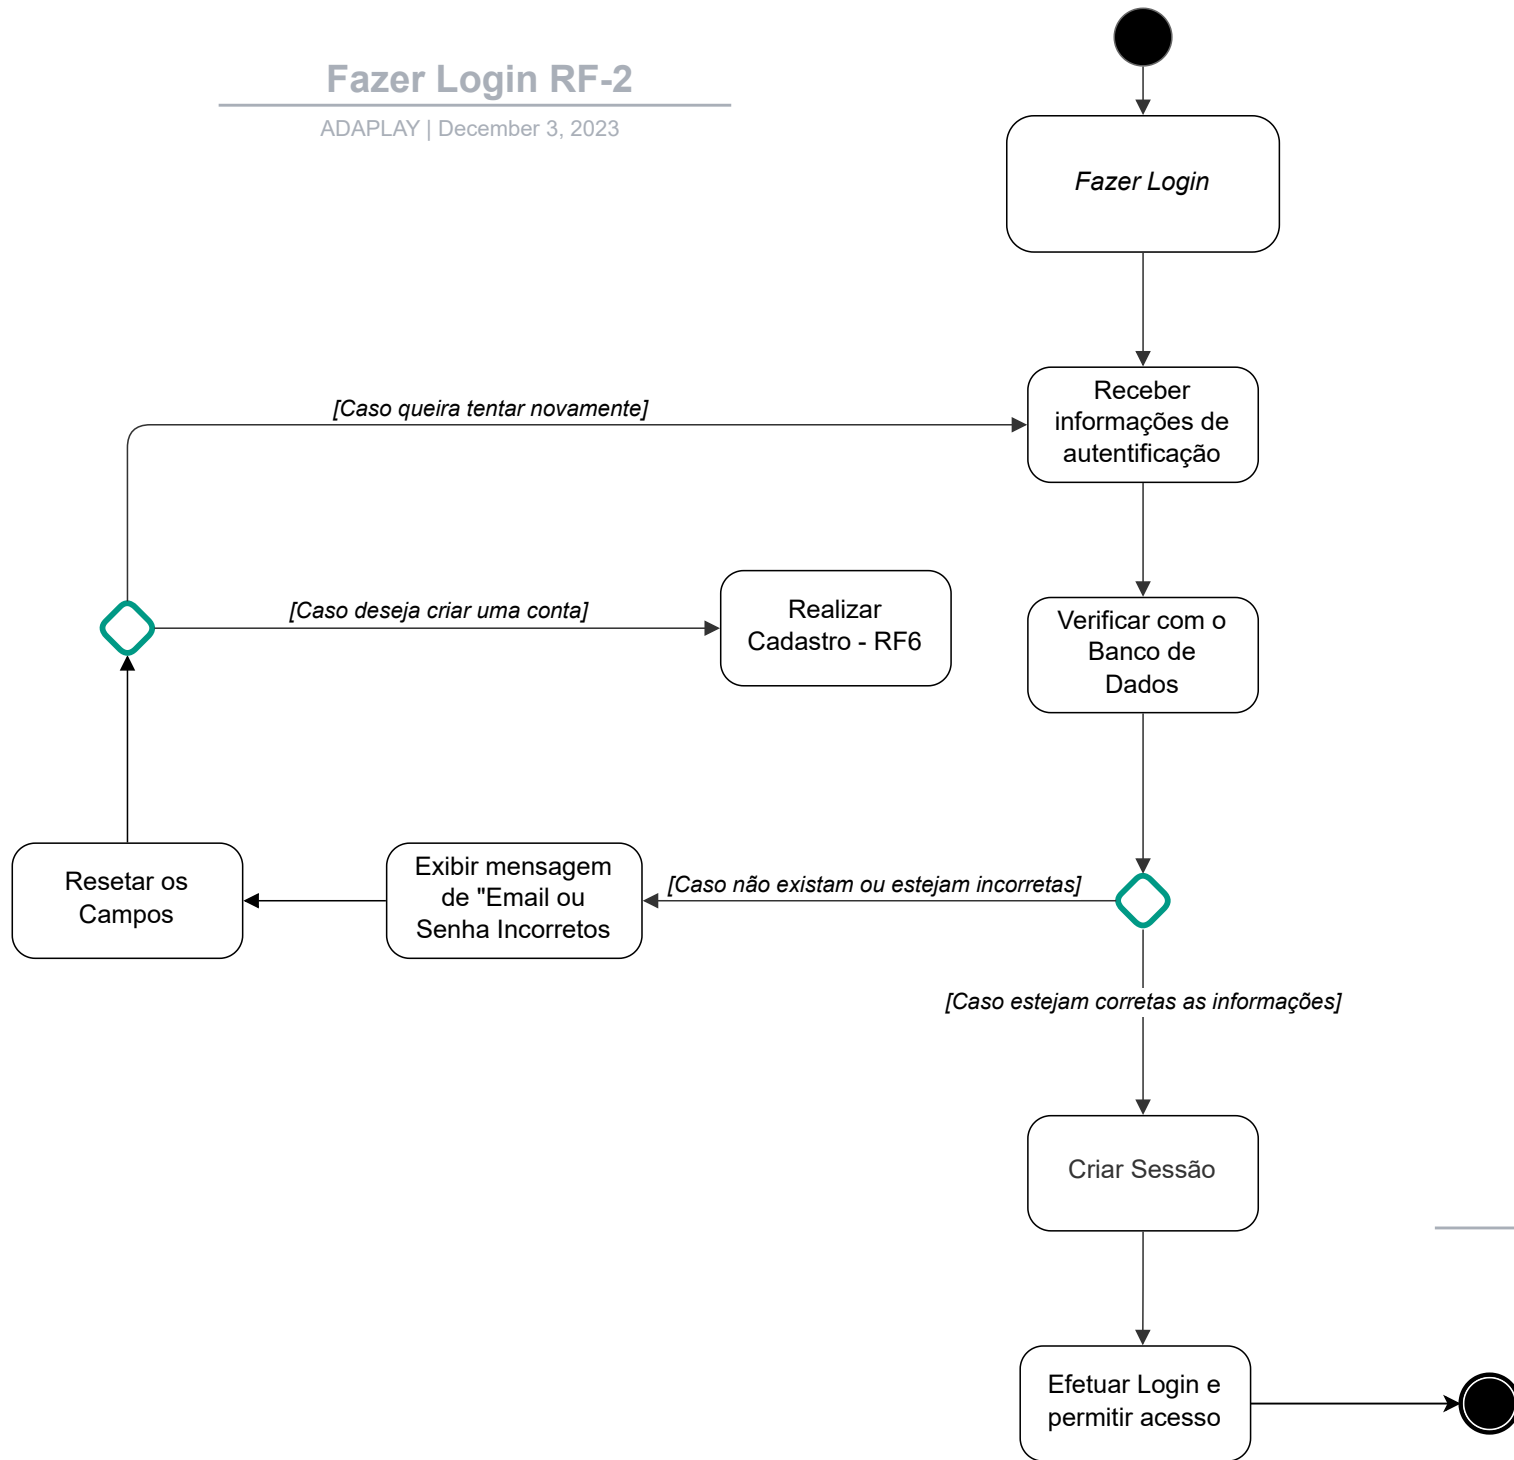 Fazer Login RF-2
ADAPLAY | December 3, 2023
Fazer Login
Receber
informações de
autentificação
[Caso queira tentar novamente]
[Caso deseja criar uma conta]
Realizar
Cadastro - RF6
Verificar com o
Banco de
Dados
Resetar os
Campos
Exibir mensagem
de "Email ou
Senha Incorretos
[Caso não existam ou estejam incorretas]
[Caso estejam corretas as informações]
Criar Sessão
Efetuar Login e
permitir acesso